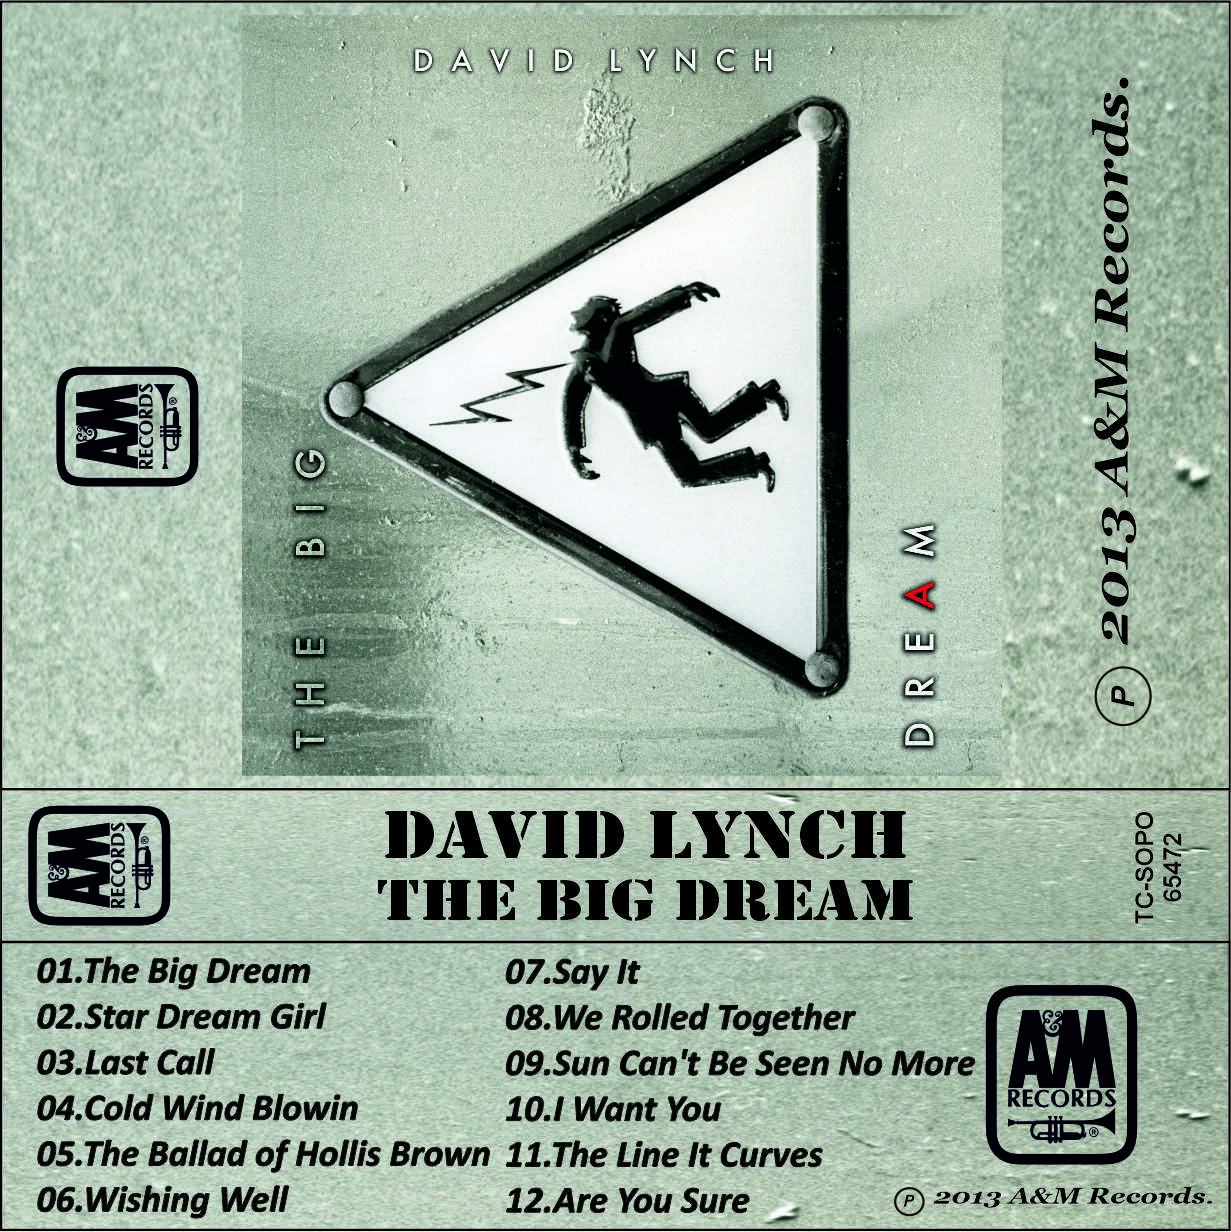 DAVID LYNCH
THE BIG
DREAM
A&M
RECORDS
®
℗ 2013 A&M Records.
A&M
RECORDS
®
DAVID LYNCH
THE BIG DREAM
TC-SOPO
65472
01.The Big Dream
02.Star Dream Girl
03.Last Call
04.Cold Wind Blowin
05.The Ballad of Hollis Brown
06.Wishing Well
07.Say It
08.We Rolled Together
09.Sun Can't Be Seen No More
10.I Want You
11.The Line It Curves
12.Are You Sure
A&M
RECORDS
®
℗ 2013 A&M Records.